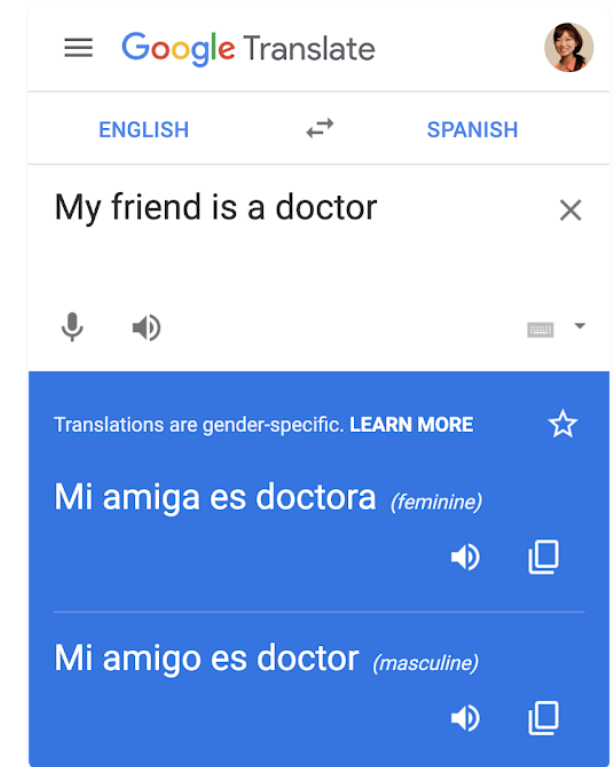 Google Translate
ENGLISH SPANISH
My friend is a doctor
Translations are gender-specific. LEARN MORE
Mi amiga es doctora (feminine)
Mi amigo es doctor (masculine)